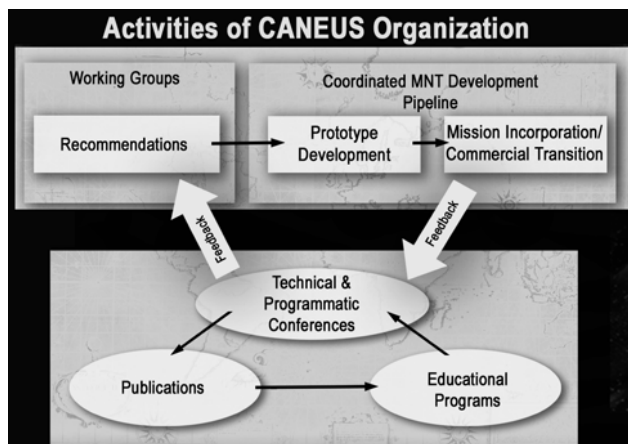 Activities of CANEUS Organization
Working Groups
Coordinated MNT Development
Pipeline
Recommendations
Prototype
Development
Mission Incorporation/
Commercial Transition
Feedback
Feedback
Technical &
Programmatic
Conferences
Publications
Educational
Programs